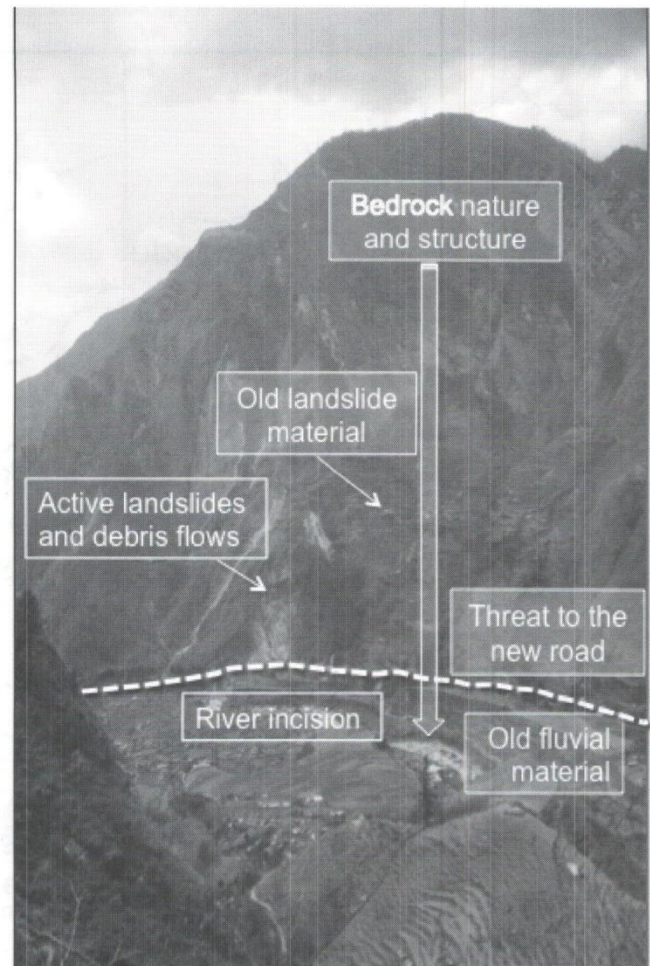 Bedrock nature
and structure
Old landslide
material
Active landslides
and debris flows
Threat to the
new road
River incision
Old fluvial
material